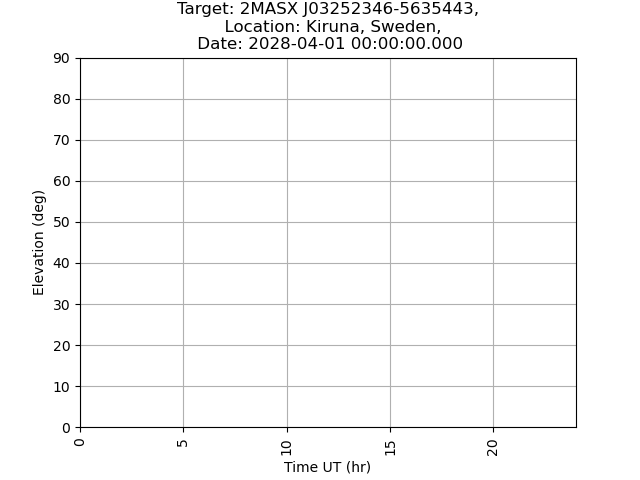 Target: 2MASX J03252346-5635443,
Location: Kiruna, Sweden,
Date: 2028-04-01 00:00:00.000
90
80
70
60
50
40
30
20
10
0
Elevation (deg)
0 5 10 15 20
Time UT (hr)